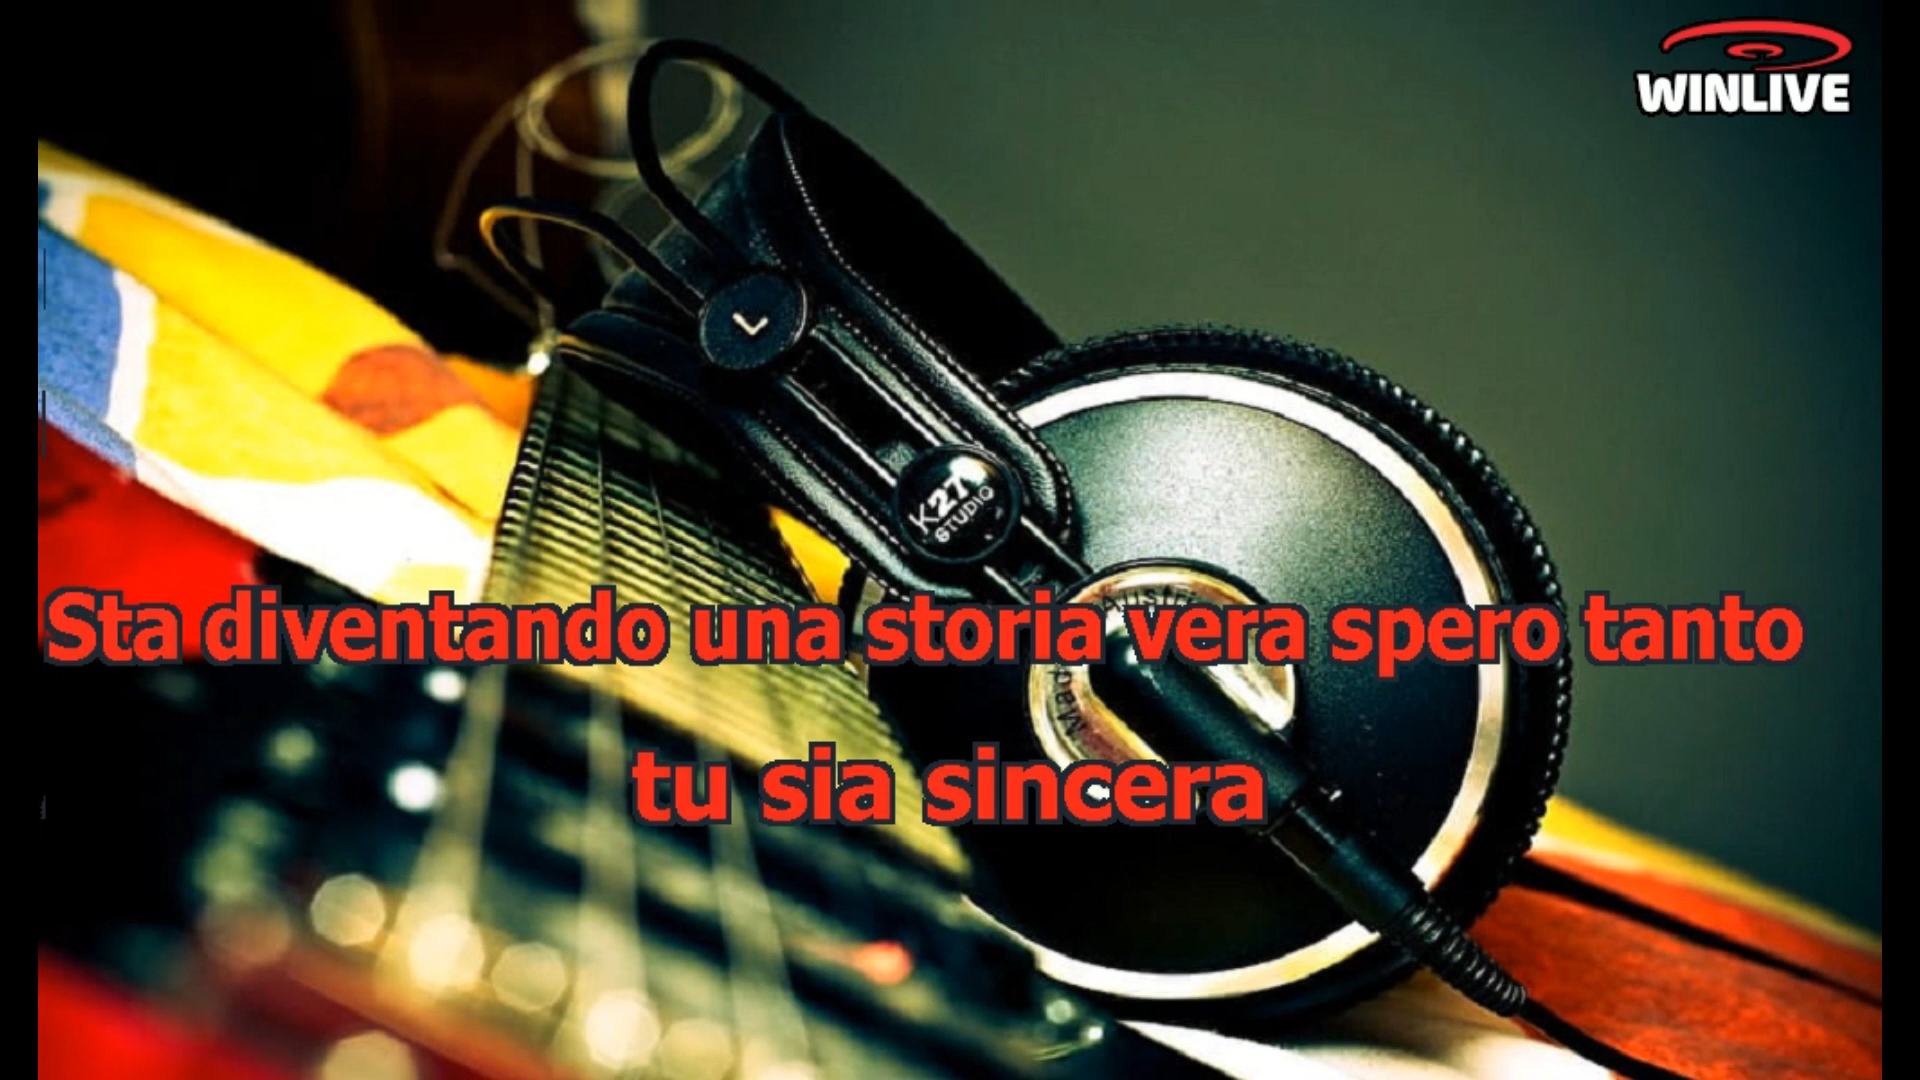 WINLIVE
L
K271
STUDIO
Sta diventando una storia vera spero tanto
tu sia sincera